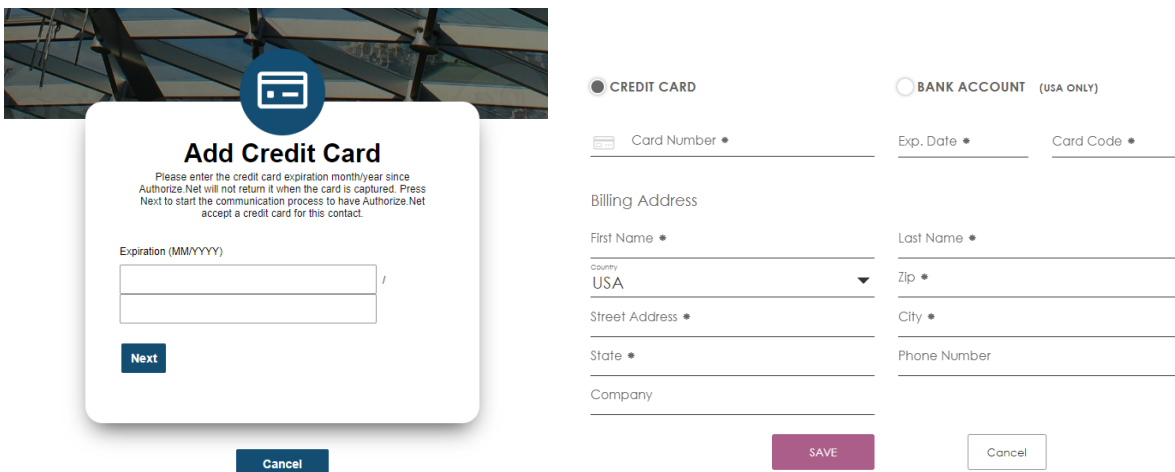 Add Credit Card
Please enter the credit card expiration month/year since
Authorize.Net will not return it when the card is captured. Press
Next to start the communication process to have Authorize.Net
accept a credit card for this contact.
Expiration (MM/YYYY)
/
Next
Cancel
CREDIT CARD
BANK ACCOUNT (USA ONLY)
Card Number *
Exp. Date *
Card Code *
Billing Address
First Name *
Last Name *
Country
USA
Zip *
Street Address *
City *
State *
Phone Number
Company
SAVE
Cancel